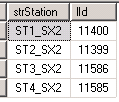 strStation lId
ST1_SX2 11400
ST2_SX2 11399
ST3_SX2 11586
ST4_SX2 11585